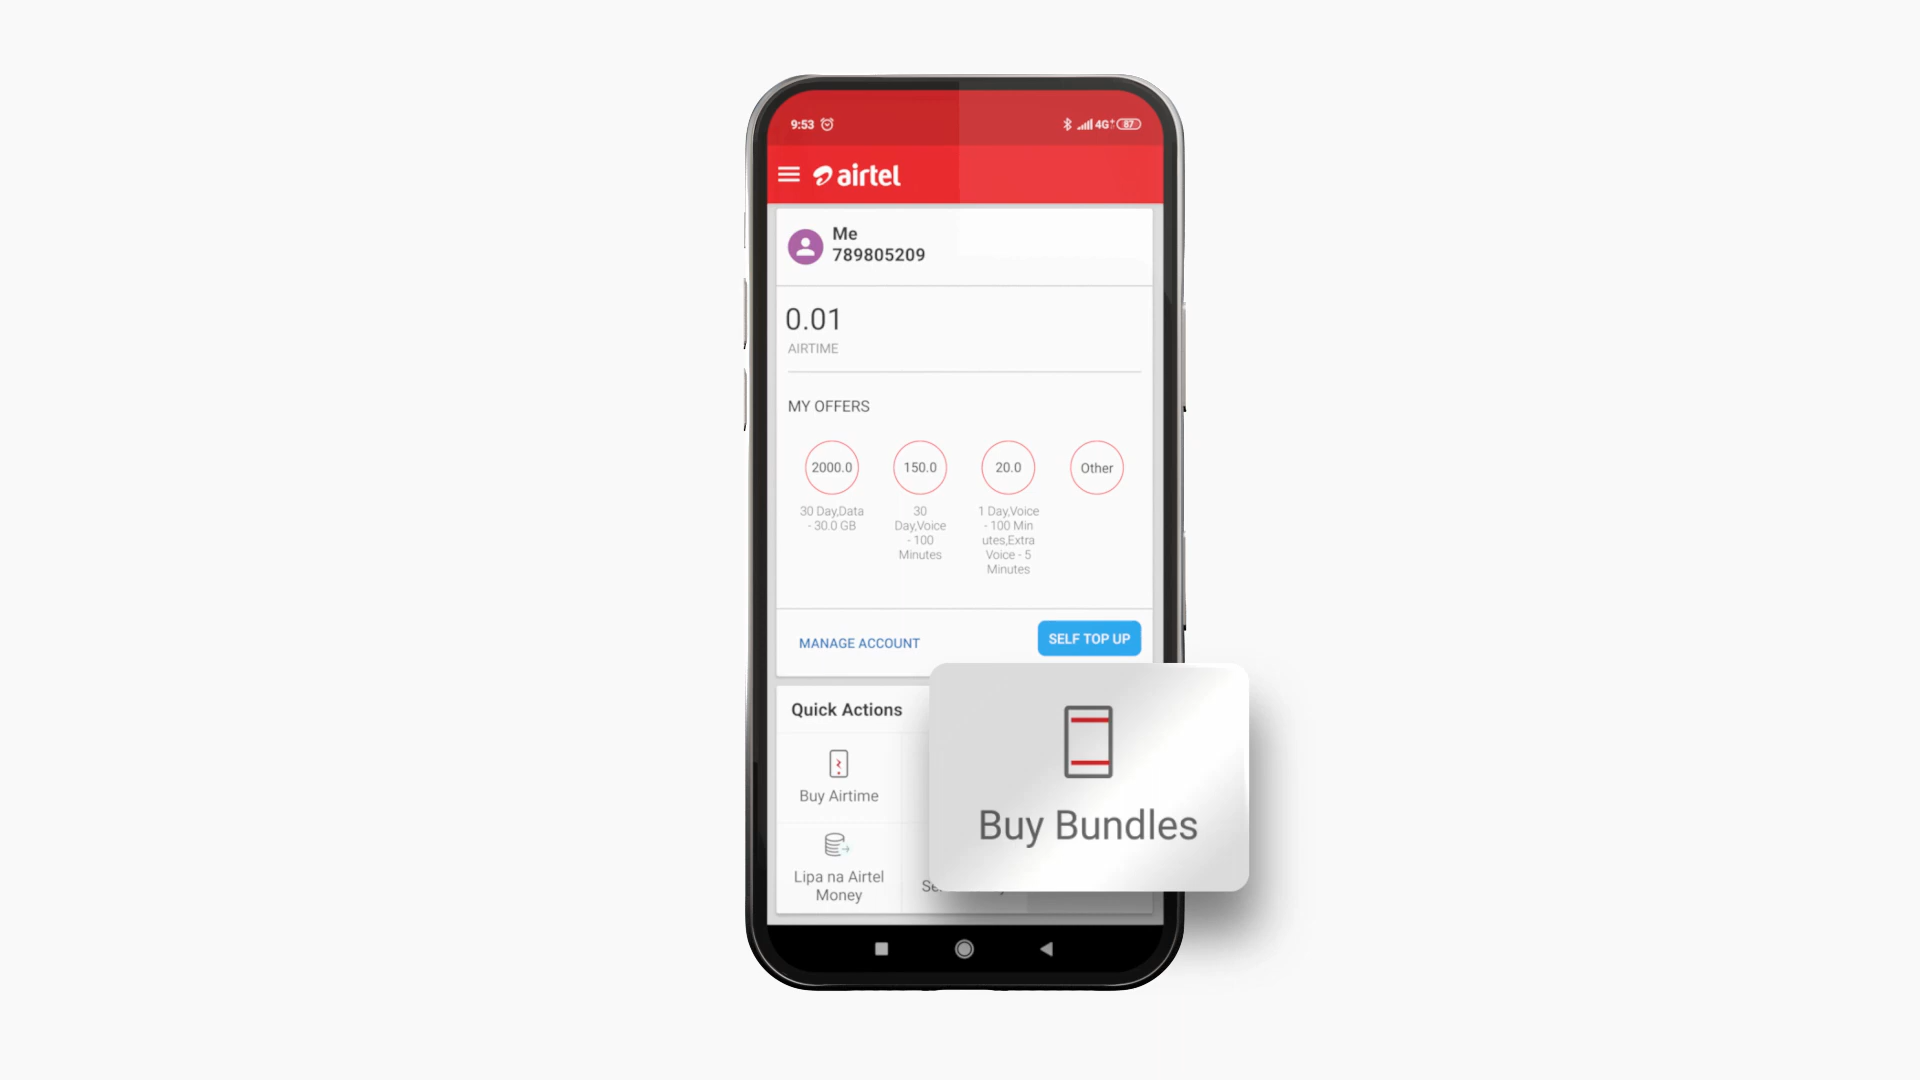 9:53
4G+ 87
airtel
Me
789805209
0.01
AIRTIME
MY OFFERS
2000.0
150.0
20.0
Other
30 Day,Data
- 30.0 GB
30
Day,Voice
- 100
Minutes
1 Day,Voice
- 100 Min
utes,Extra
Voice - 5
Minutes
MANAGE ACCOUNT
SELF TOP UP
Quick Actions
Buy Airtime
Buy Bundles
Lipa na Airtel
Money